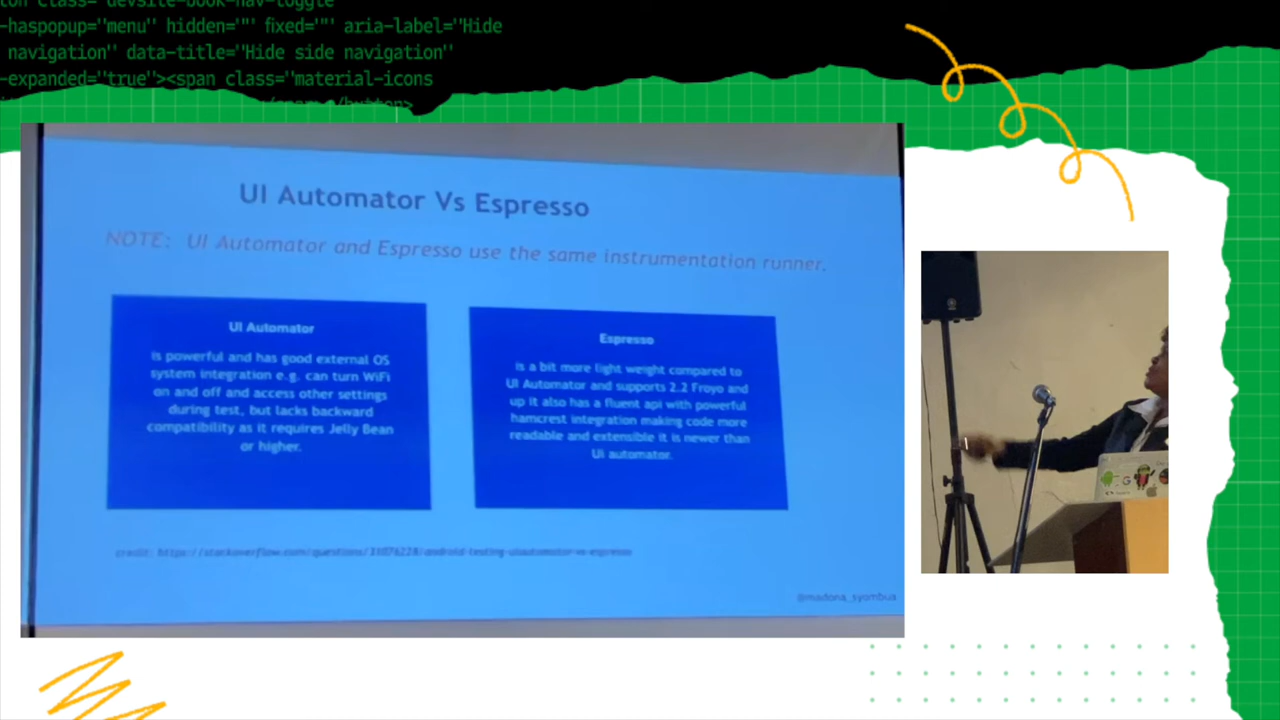 ton class="devsite-book-nav-toggle
-haspopup="menu" hidden="" fixed="" aria-label="Hide
navigation" data-title="Hide side navigation"
-expanded="true"><span class="material-icons
UI Automator Vs Espresso
NOTE: UI Automator and Espresso use the same instrumentation runner.
UI Automator
is powerful and has good external OS
system integration e.g. can turn WiFi
on and off and access other settings
during test, but lacks backward
compatibility as it requires Jelly Bean
or higher.
Espresso
is a bit more light weight compared to
UI Automator and supports 2.2 Froyo and
up it also has a fluent api with powerful
hamcrest integration making code more
readable and extensible it is newer than
Ui automator.
credit: https://stackoverflow.com/questions/31076228/android-testing-uiautomator-vs-espresso
@madona_syombua